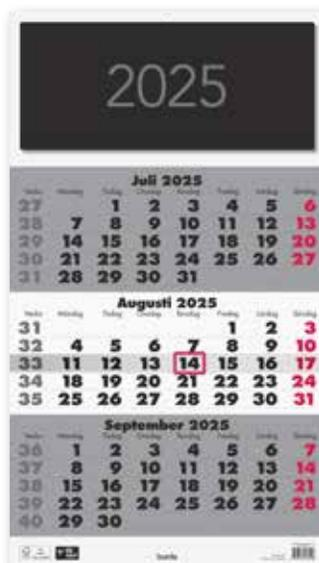 2025
Juli 2025
27 1 2 3 4 5 6
28 7 8 9 10 11 12 13
29 14 15 16 17 18 19 20
30 21 22 23 24 25 26 27
31 28 29 30 31
Augusti 2025
31 1 2 3
32 4 5 6 7 8 9 10
33 11 12 13 14 15 16 17
34 18 19 20 21 22 23 24
35 25 26 27 28 29 30 31
September 2025
36 1 2 3 4 5 6 7
37 8 9 10 11 12 13 14
38 15 16 17 18 19 20 21
39 22 23 24 25 26 27 28
40 29 30